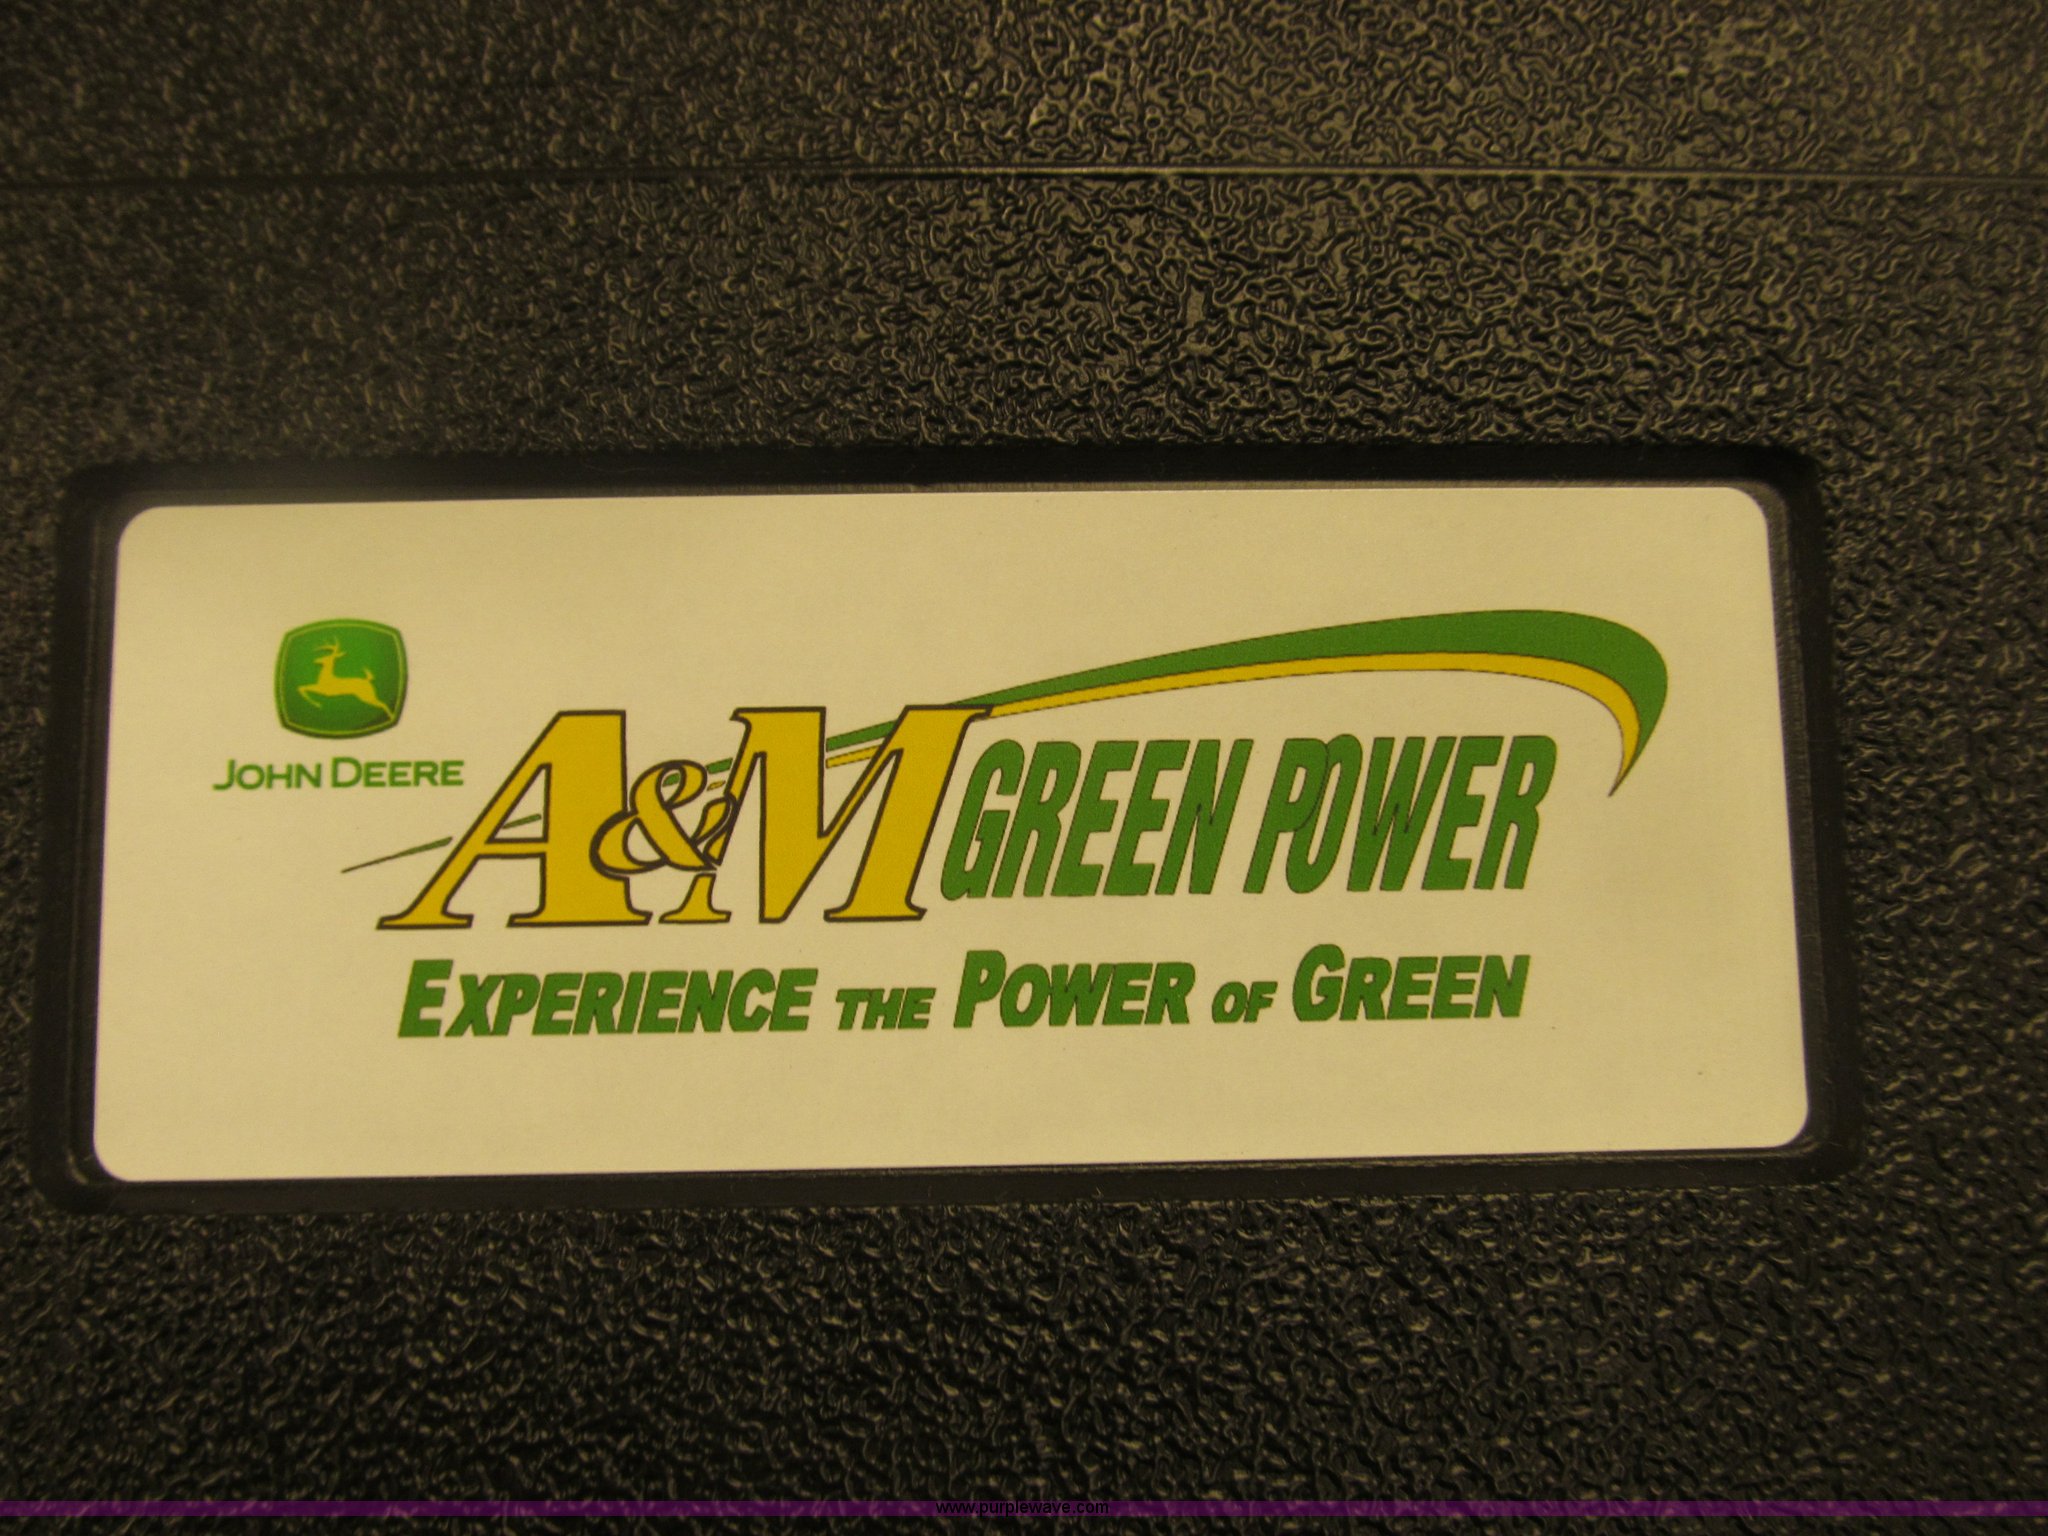 JOHN DEERE
A&M GREEN POWER
EXPERIENCE THE POWER OF GREEN
www.purplewave.com